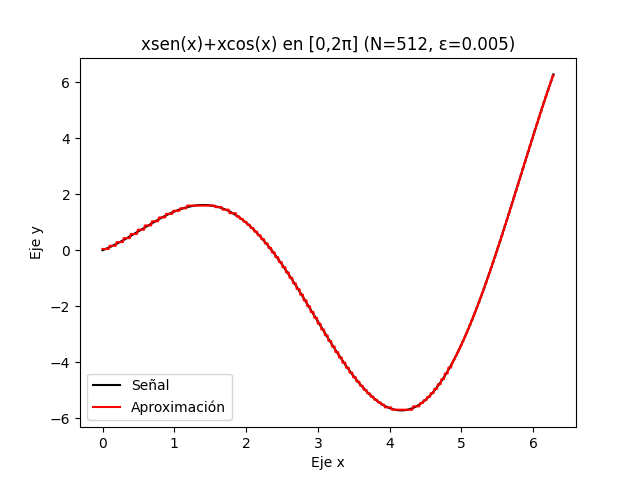 xsen(x)+xcos(x) en [0,2π] (N=512, ε=0.005)
Eje y
6
4
2
0
−2
−4
−6
Señal
Aproximación
0 1 2 3 4 5 6
Eje x